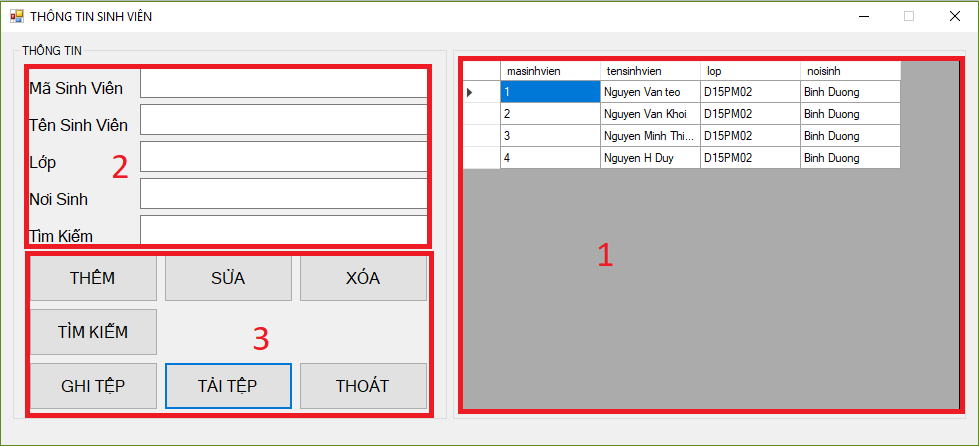 THÔNG TIN SINH VIÊN
THÔNG TIN
Mã Sinh Viên
Tên Sinh Viên
Lớp
2
Nơi Sinh
Tìm Kiếm
THÊM SỬA XÓA
TÌM KIẾM
3
GHI TỆP TẢI TỆP THOÁT
masinhvien tensinhvien lop noisinh
1 Nguyen Van teo D15PM02 Binh Duong
2 Nguyen Van Khoi D15PM02 Binh Duong
3 Nguyen Minh Thi... D15PM02 Binh Duong
4 Nguyen H Duy D15PM02 Binh Duong
1